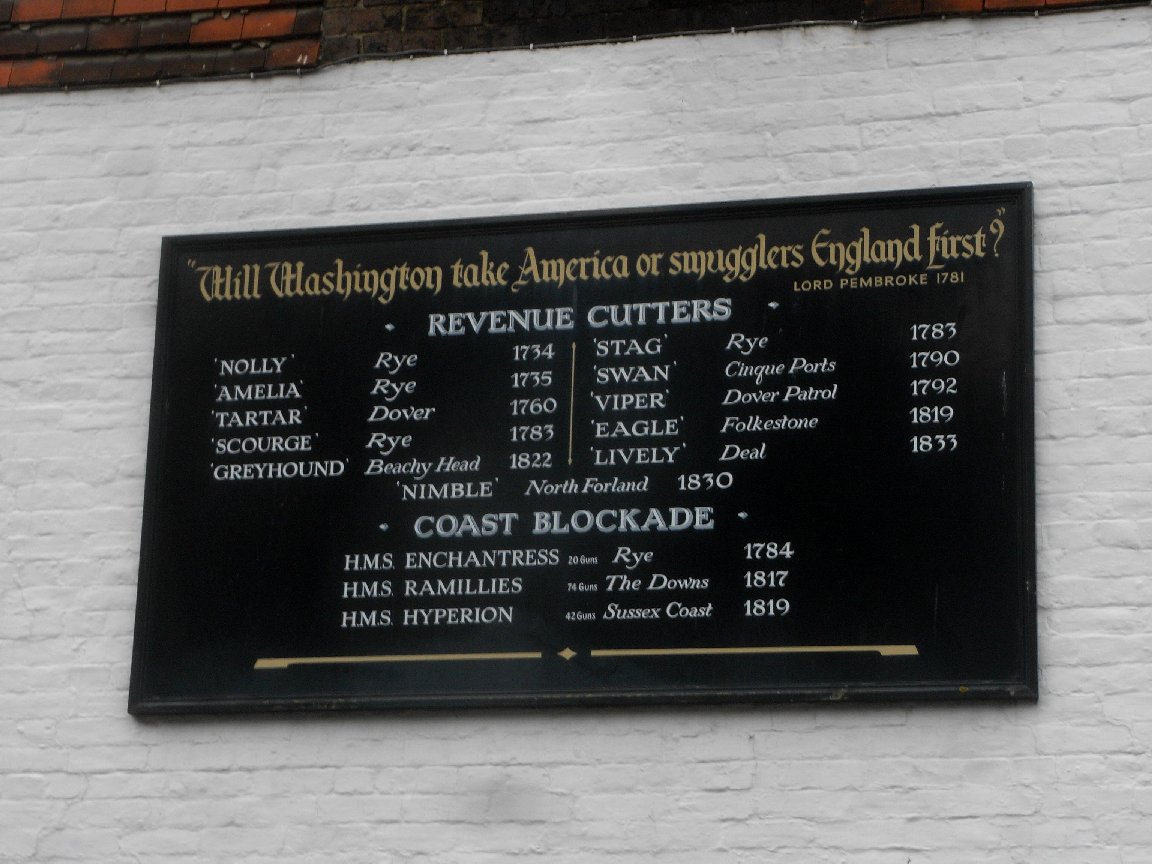 "Will Washington take America or smugglers England first?"
LORD PEMBROKE 1781
REVENUE CUTTERS
'NOLLY' Rye 1734
'AMELIA' Rye 1735
'TARTAR' Dover 1760
'SCOURGE' Rye 1783
'GREYHOUND' Beachy Head 1822
'STAG' Rye 1783
'SWAN' Cinque Ports 1790
'VIPER' Dover Patrol 1792
'EAGLE' Folkestone 1819
'LIVELY' Deal 1833
'NIMBLE' North Forland 1830
COAST BLOCKADE
H.M.S. ENCHANTRESS 20 Guns Rye 1784
H.M.S. RAMILLIES 74 Guns The Downs 1817
H.M.S. HYPERION 42 Guns Sussex Coast 1819